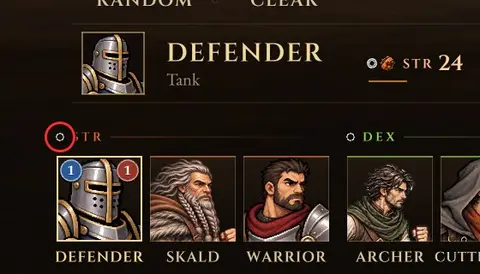 RANDOM CLEAR
DEFENDER
Tank
STR 24
STR
DEX
1 1
DEFENDER SKALD WARRIOR ARCHER